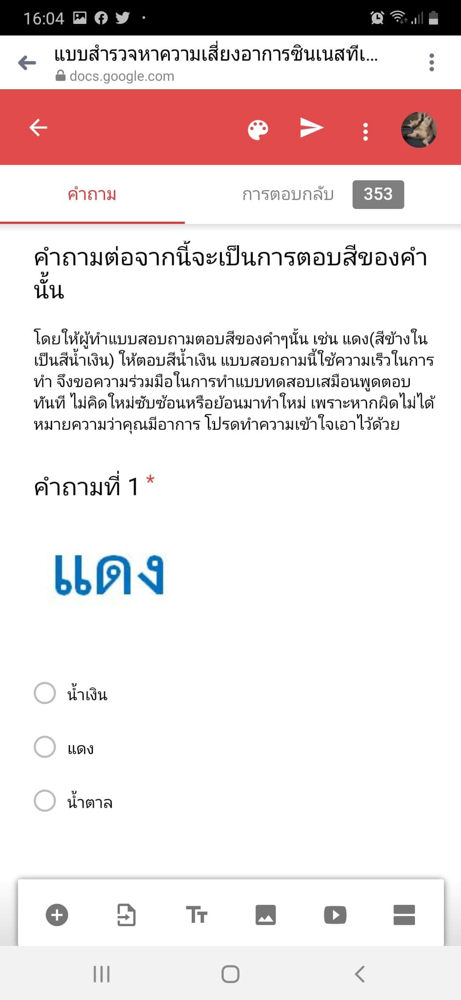 16:04
แบบสำรวจหาความเสี่ยงอาการซินเนสทีเ...
docs.google.com
คำถาม
การตอบกลับ 353
คำถามต่อจากนี้จะเป็นการตอบสีของคำ
นั้น
โดยให้ผู้ทำแบบสอบถามตอบสีของคำๆนั้น เช่น แดง(สีข้างใน
เป็นสีน้ำเงิน) ให้ตอบสีน้ำเงิน แบบสอบถามนี้ใช้ความเร็วในการ
ทำ จึงขอความร่วมมือในการทำแบบทดสอบเสมือนพูดตอบ
ทันที ไม่คิดใหม่ซับซ้อนหรือย้อนมาทำใหม่ เพราะหากผิดไม่ได้
หมายความว่าคุณมีอาการ โปรดทำความเข้าใจเอาไว้ด้วย
คำถามที่ 1 *
แดง
น้ำเงิน
แดง
น้ำตาล